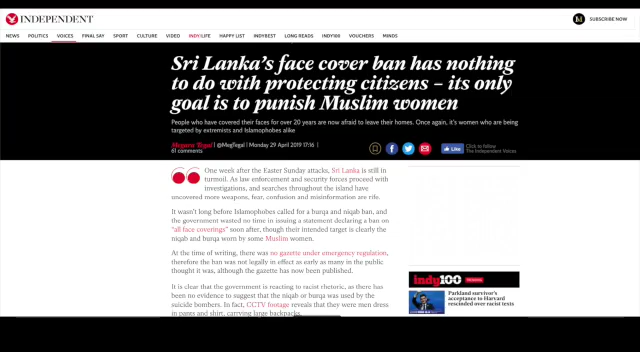 INDEPENDENT
SUBSCRIBE NOW
NEWS POLITICS VOICES FINAL SAY SPORT CULTURE VIDEO INDY/LIFE HAPPY LIST INDYBEST LONG READS INDY100 VOUCHERS MINDS
Sri Lanka's face cover ban has nothing
to do with protecting citizens – its only
goal is to punish Muslim women
People who have covered their faces for over 20 years are now afraid to leave their homes. Once again, it's women who are being
targeted by extremists and Islamophobes alike
Megara Tegal | @MegTegal | Monday 29 April 2019 17:16 |
61 comments
Like
Click to follow
The Independent Voices
One week after the Easter Sunday attacks, Sri Lanka is still in
turmoil. As law enforcement and security forces proceed with
investigations, and searches throughout the island have
uncovered more weapons, fear, confusion and misinformation are rife.
It wasn't long before Islamophobes called for a burqa and niqab ban, and
the government wasted no time in issuing a statement declaring a ban on
"all face coverings" soon after, though their intended target is clearly the
niqab and burqa worn by some Muslim women.
At the time of writing, there was no gazette under emergency regulation,
therefore the ban was not legally in effect as early as many in the public
thought it was, although the gazette has now been published.
It is clear that the government is reacting to racist rhetoric, as there has
been no evidence to suggest that the niqab or burqa was used by the
suicide bombers. In fact, CCTV footage reveals that they were men dressed
in pants and shirt, carrying large backpacks.
indy100 TRENDING
Parkland survivor's
acceptance to Harvard
rescinded over racist texts